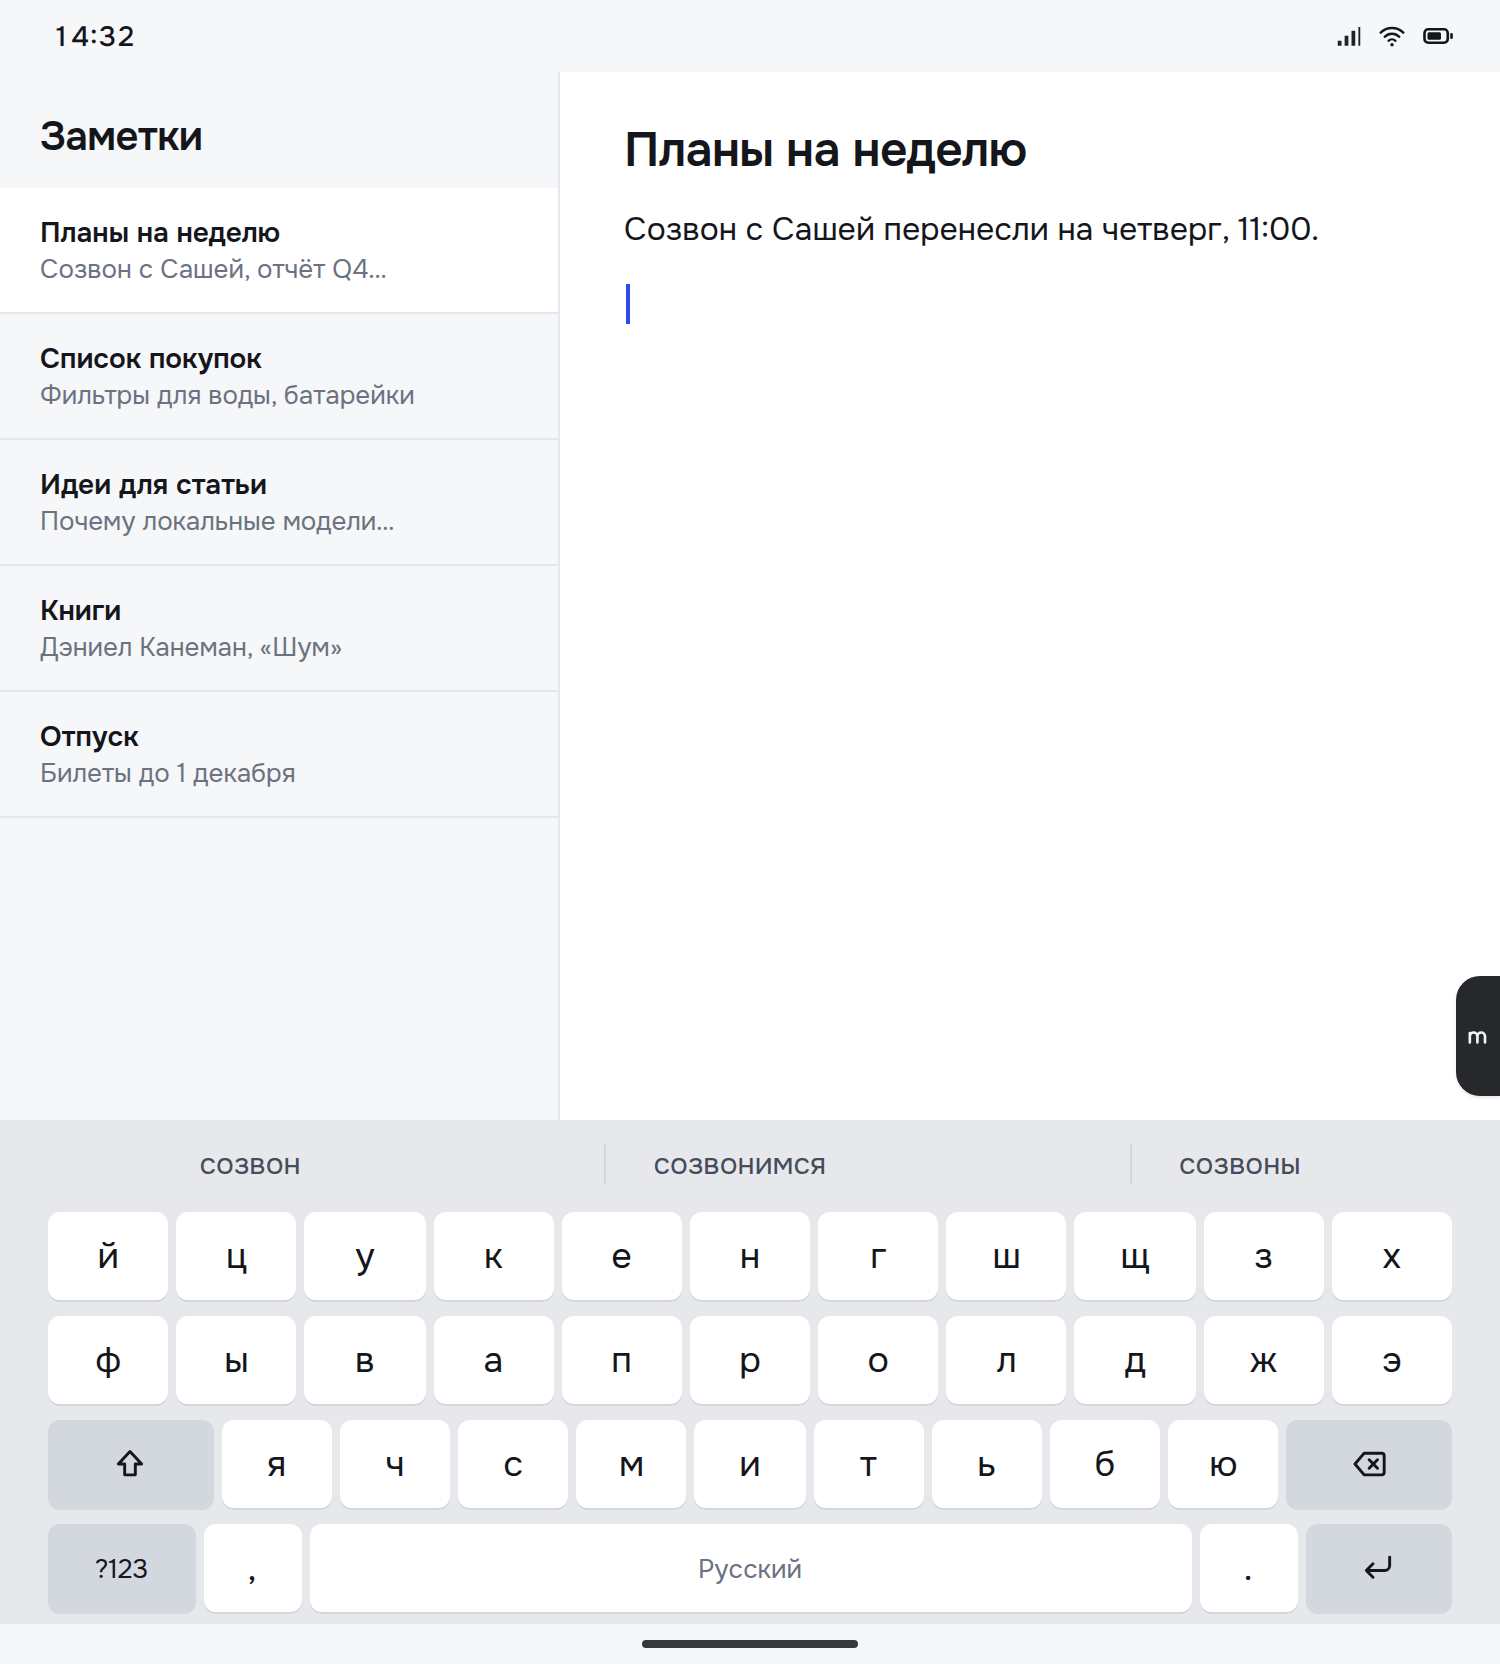 14:32
Заметки
Планы на неделю
Созвон с Сашей, отчёт Q4...
Список покупок
Фильтры для воды, батарейки
Идеи для статьи
Почему локальные модели...
Книги
Дэниел Канеман, «Шум»
Отпуск
Билеты до 1 декабря
Планы на неделю
Созвон с Сашей перенесли на четверг, 11:00.
m
созвон созвонимся созвоны
й ц у к е н г ш щ з х
ф ы в а п р о л д ж э
я ч с м и т ь б ю
?123 , Русский .